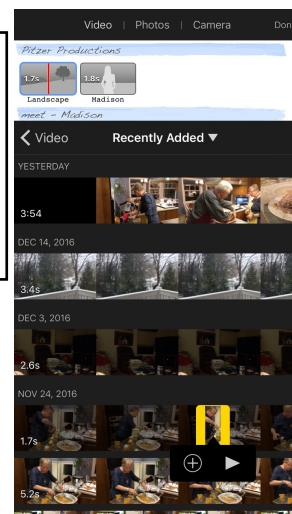 Video | Photos | Camera Don
Pitzer Productions
1.7s 1.8s
Landscape Madison
meet - Madison
Video Recently Added ▼
YESTERDAY
3:54
DEC 14, 2016
3.4s
DEC 3, 2016
2.6s
NOV 24, 2016
1.7s
5.2s